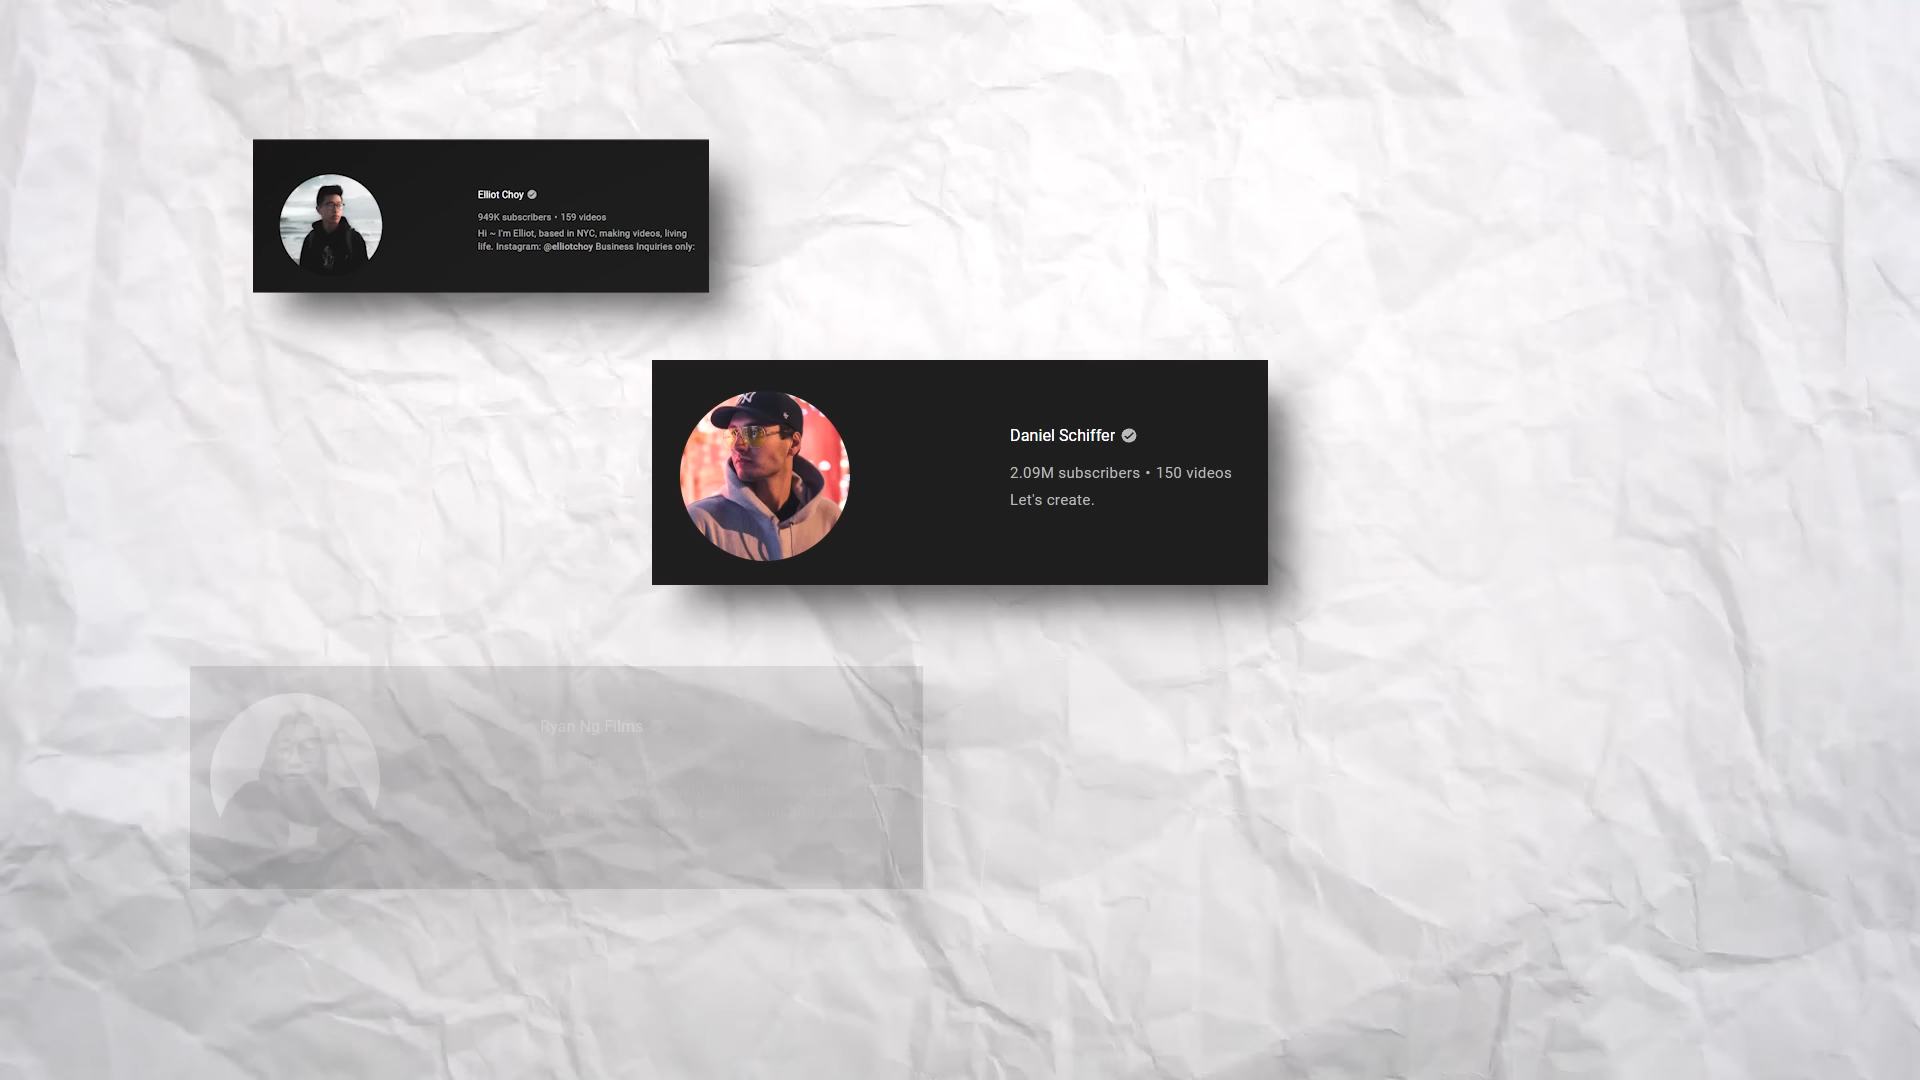 Elliot Choy
949K subscribers • 159 videos
Hi ~ I'm Elliot, based in NYC, making videos, living
life. Instagram: @elliotchoy Business Inquiries only:
Daniel Schiffer
2.09M subscribers • 150 videos
Let's create.
Ryan Ng Films